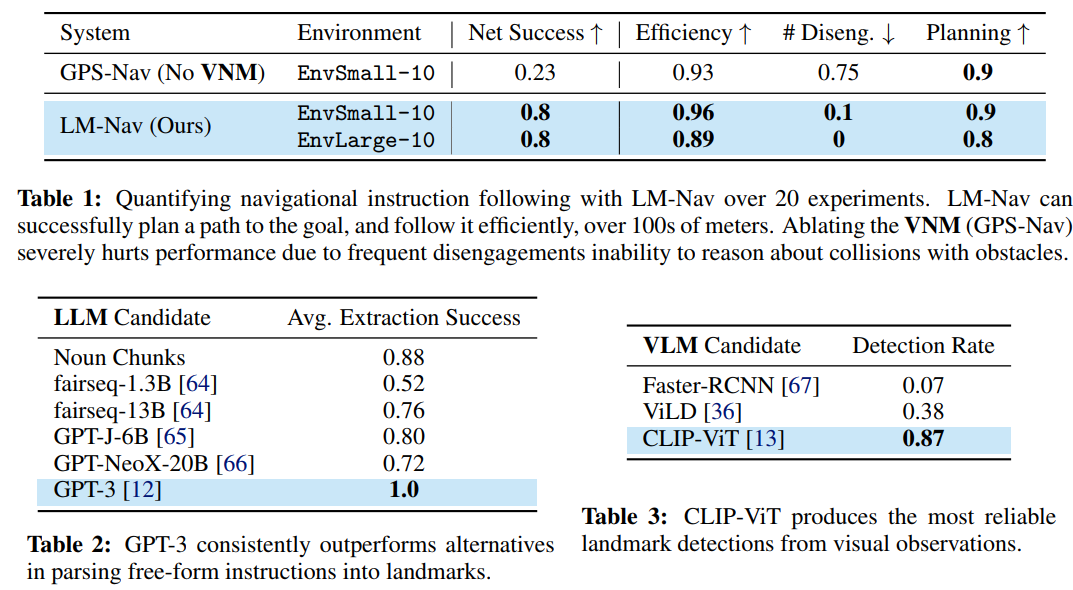 System Environment Net Success ↑ Efficiency ↑ # Diseng. ↓ Planning ↑
GPS-Nav (No VNM) EnvSmall-10 0.23 0.93 0.75 0.9
LM-Nav (Ours) EnvSmall-10 0.8 0.96 0.1 0.9
EnvLarge-10 0.8 0.89 0 0.8
Table 1: Quantifying navigational instruction following with LM-Nav over 20 experiments. LM-Nav can
successfully plan a path to the goal, and follow it efficiently, over 100s of meters. Ablating the VNM (GPS-Nav)
severely hurts performance due to frequent disengagements inability to reason about collisions with obstacles.
LLM Candidate Avg. Extraction Success
Noun Chunks 0.88
fairseq-1.3B [64] 0.52
fairseq-13B [64] 0.76
GPT-J-6B [65] 0.80
GPT-NeoX-20B [66] 0.72
GPT-3 [12] 1.0
Table 2: GPT-3 consistently outperforms alternatives
in parsing free-form instructions into landmarks.
VLM Candidate Detection Rate
Faster-RCNN [67] 0.07
ViLD [36] 0.38
CLIP-ViT [13] 0.87
Table 3: CLIP-ViT produces the most reliable
landmark detections from visual observations.